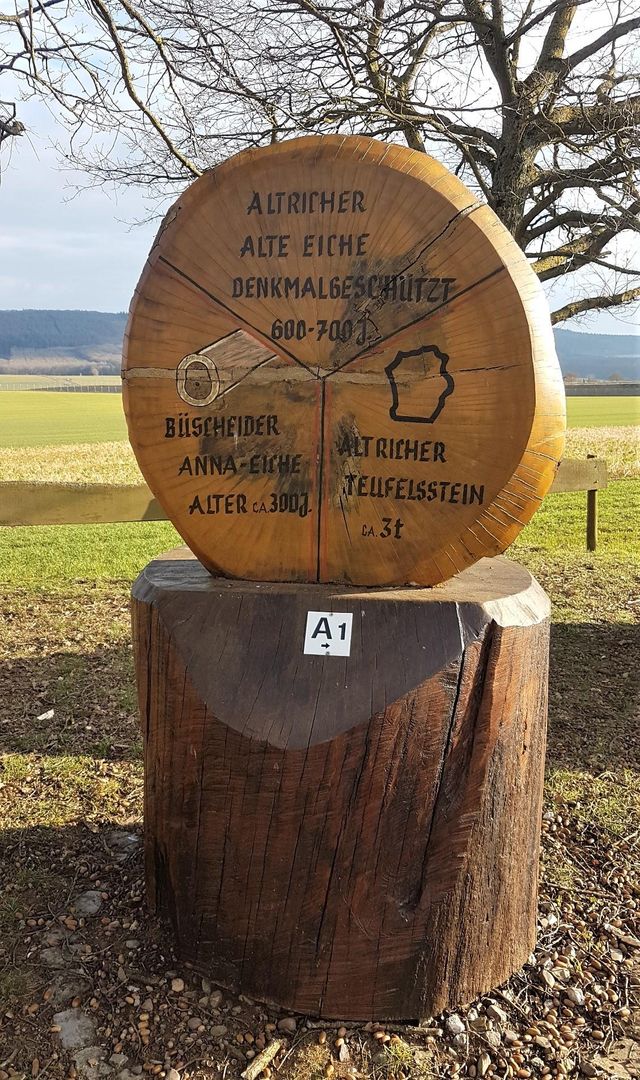 ALTRICHER
ALTE EICHE
DENKMALGESCHÜTZT
600-700J.
BÜSCHEIDER
ANNA-EICHE
ALTER CA.300J.
ALTRICHER
TEUFELSSTEIN
CA. 3t
A1
→